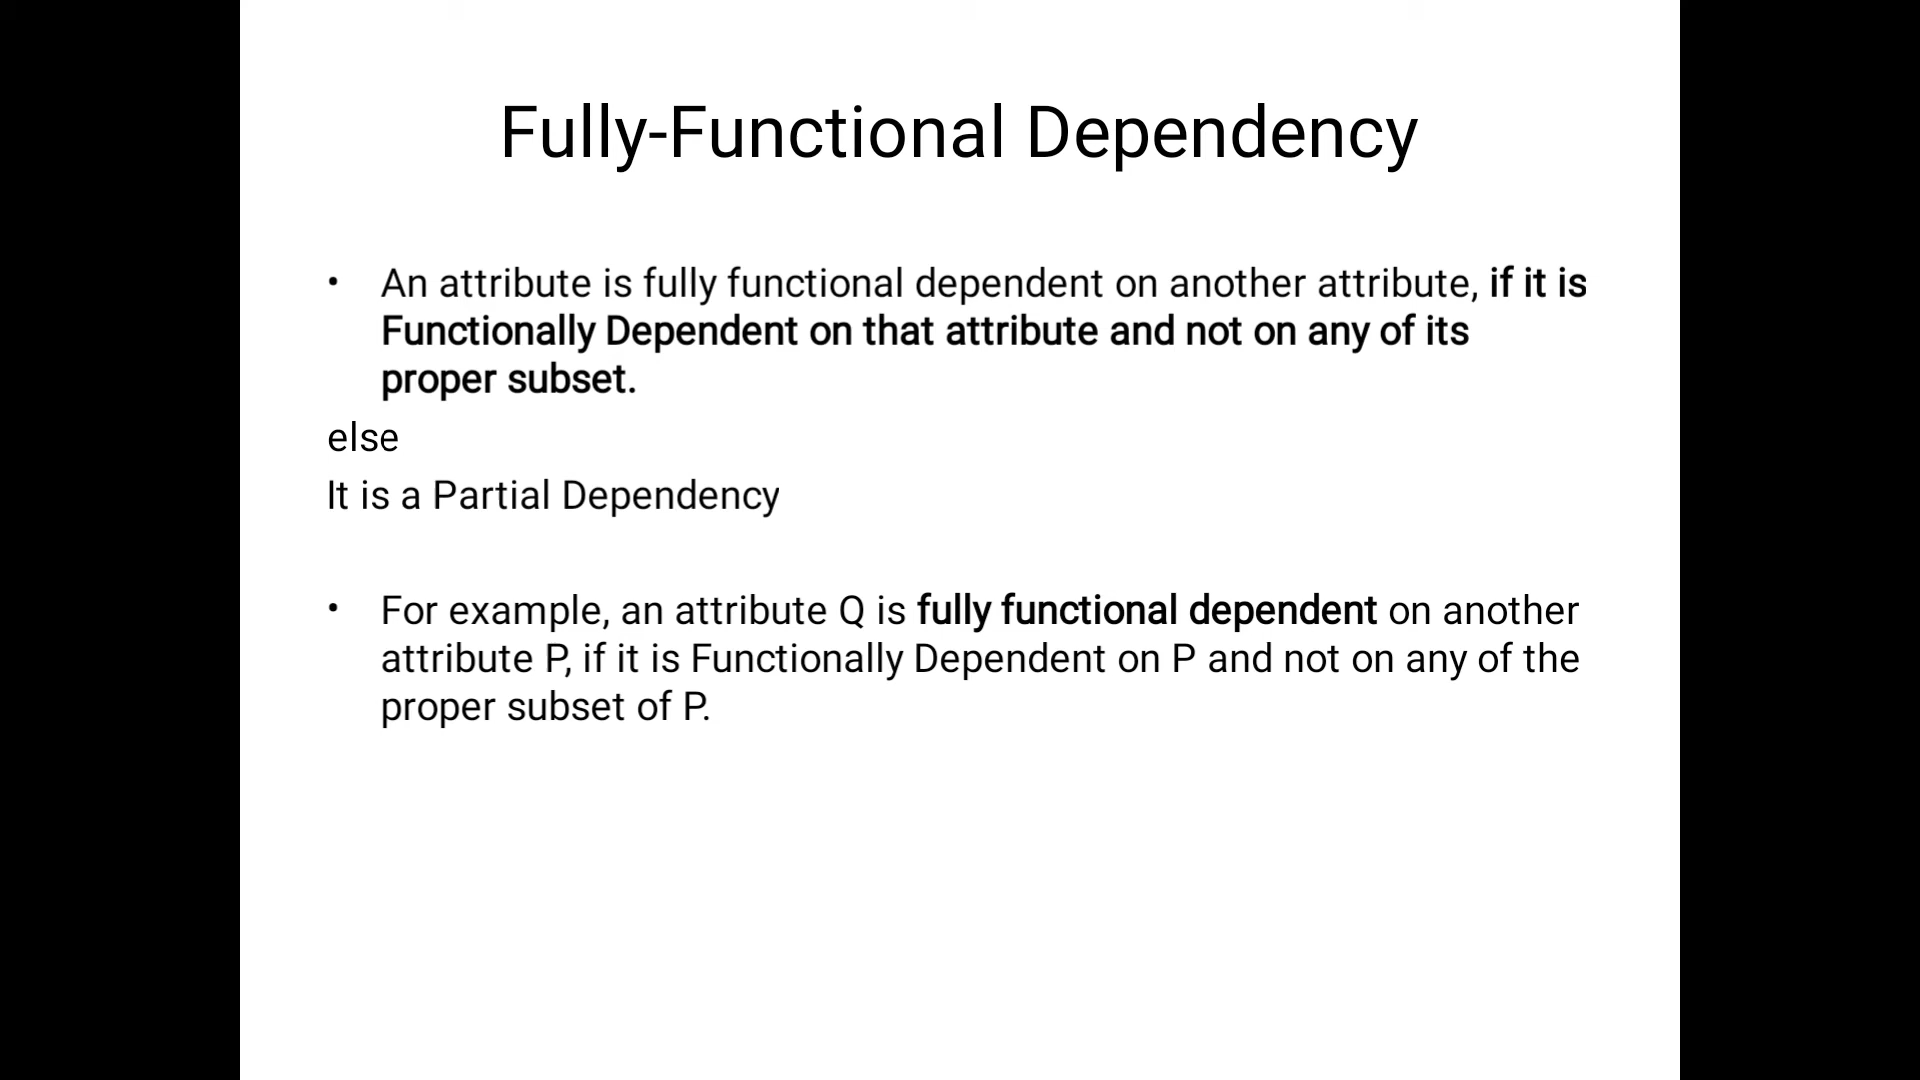 Fully-Functional Dependency
• An attribute is fully functional dependent on another attribute, if it is
Functionally Dependent on that attribute and not on any of its
proper subset.
else
It is a Partial Dependency
• For example, an attribute Q is fully functional dependent on another
attribute P, if it is Functionally Dependent on P and not on any of the
proper subset of P.